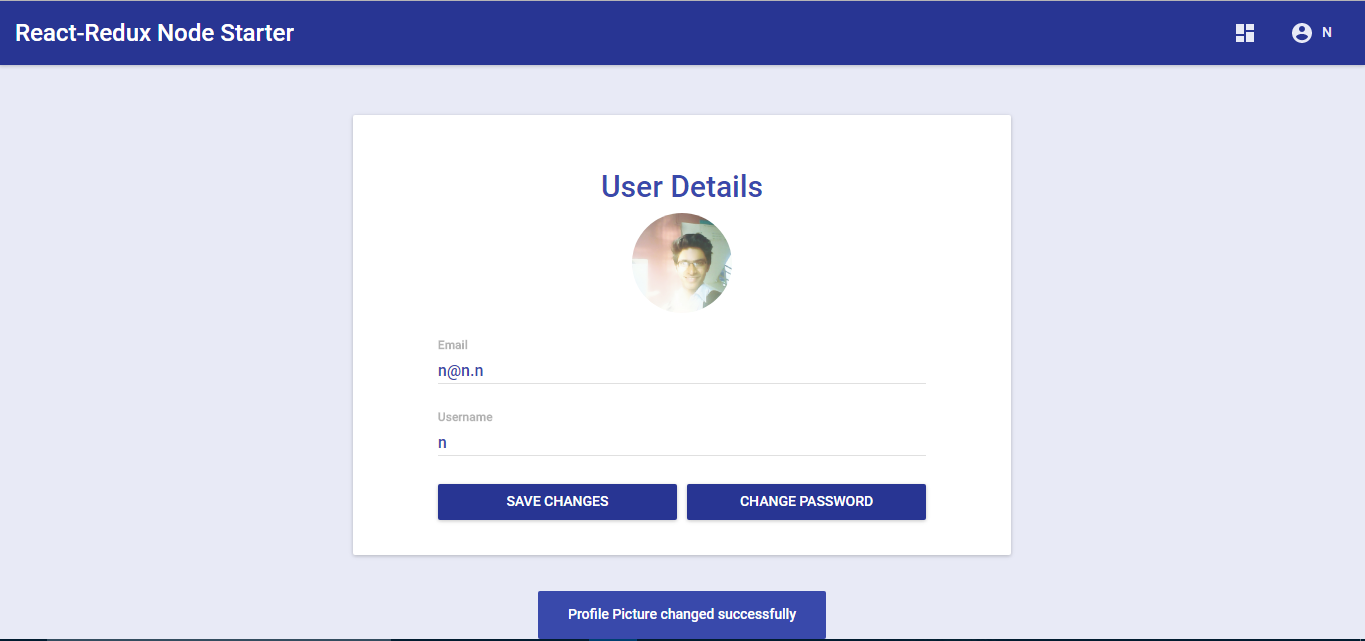 React-Redux Node Starter
N
User Details
Email
n@n.n
Username
n
SAVE CHANGES
CHANGE PASSWORD
Profile Picture changed successfully